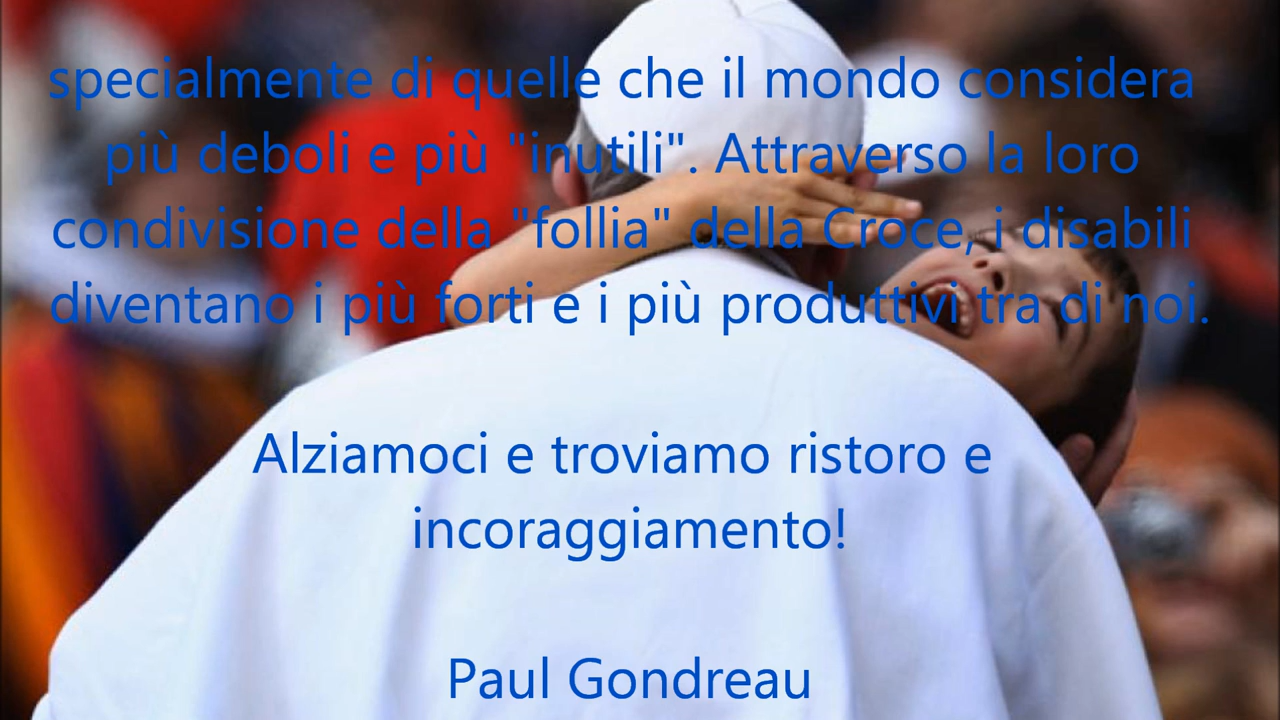 specialmente di quelle che il mondo considera
più deboli e più "inutili". Attraverso la loro
condivisione della "follia" della Croce, i disabili
diventano i più forti e i più produttivi tra di noi.
Alziamoci e troviamo ristoro e
incoraggiamento!
Paul Gondreau